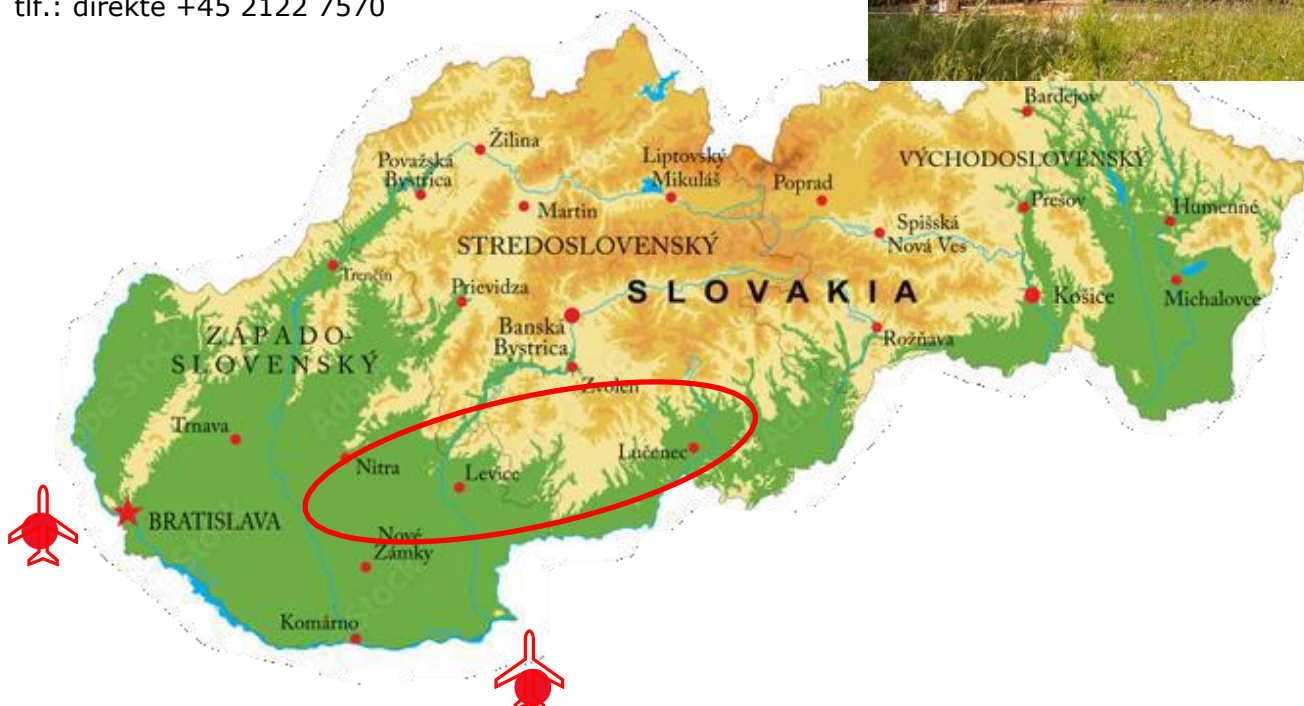 tlf.: direkte +45 2122 7570
Bardejov
Žilina
Považská
Bystrica
Liptovský
Mikuláš
Poprad
VÝCHODOSLOVENSKÝ
Martin
Prešov
Humenné
Spišská
Nová Ves
STREDOSLOVENSKÝ
Trenčín
Prievidza
SLOVAKIA
Košice
Michalovce
Banská
Bystrica
Rožňava
ZÁPADO-
SLOVENSKÝ
Zvolen
Trnava
Nitra
Levice
Lučenec
BRATISLAVA
Nové
Zámky
Komárno